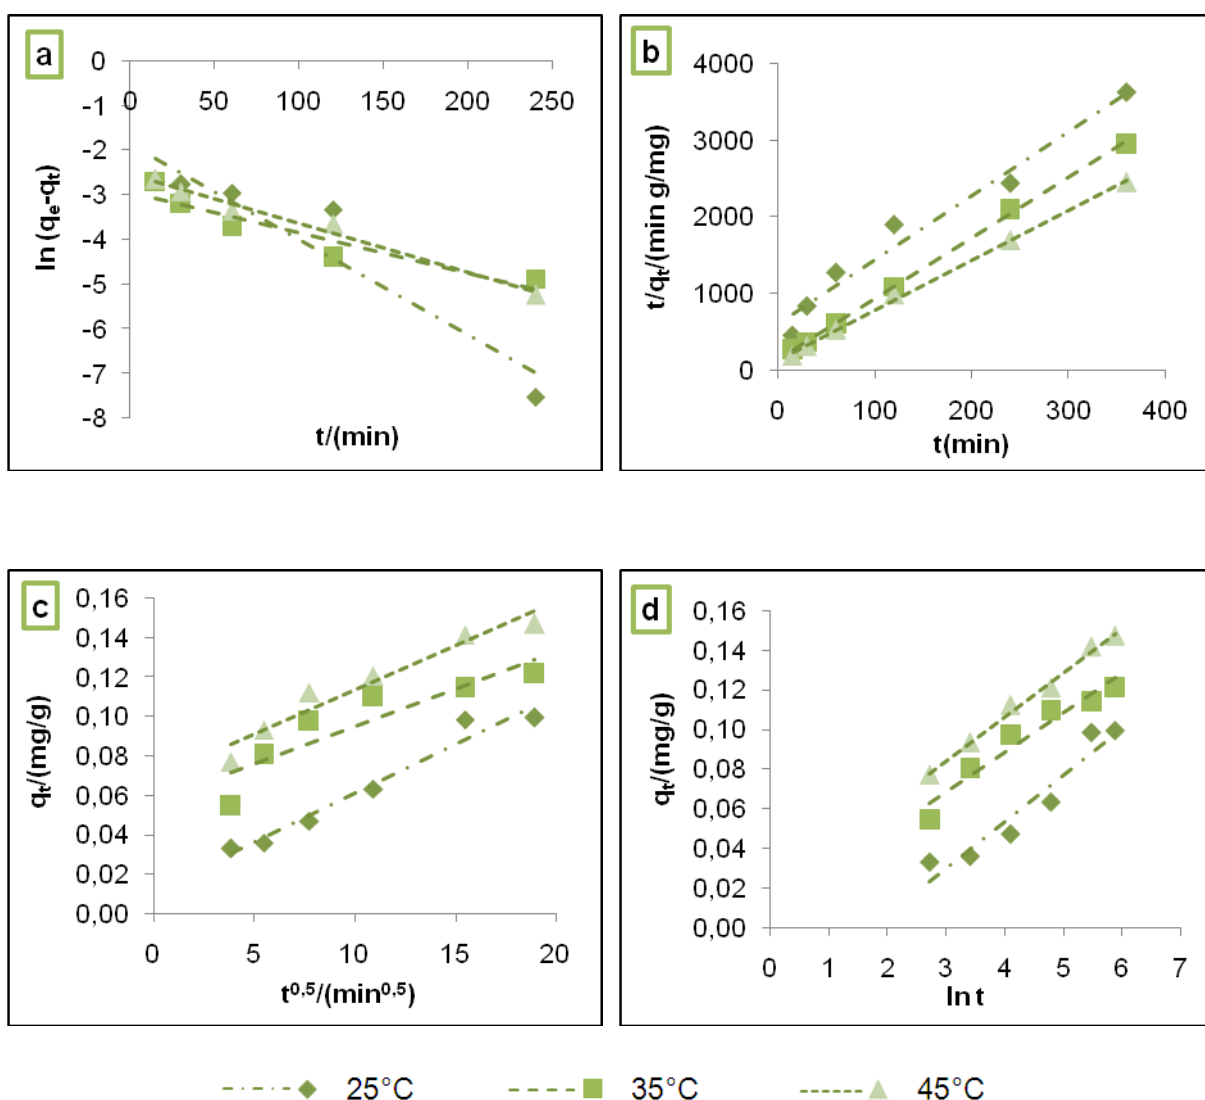 a
0
-1
-2
-3
-4
-5
-6
-7
-8
0 50 100 150 200 250
ln (qe-qt)
t/(min)
b
4000
3000
2000
1000
0
0 100 200 300 400
t/qt/(min g/mg)
t(min)
c
0,16
0,14
0,12
0,10
0,08
0,06
0,04
0,02
0,00
0 5 10 15 20
qt/(mg/g)
t0,5/(min0,5)
d
0,16
0,14
0,12
0,10
0,08
0,06
0,04
0,02
0,00
0 1 2 3 4 5 6 7
qt/(mg/g)
ln t
25°C 35°C 45°C